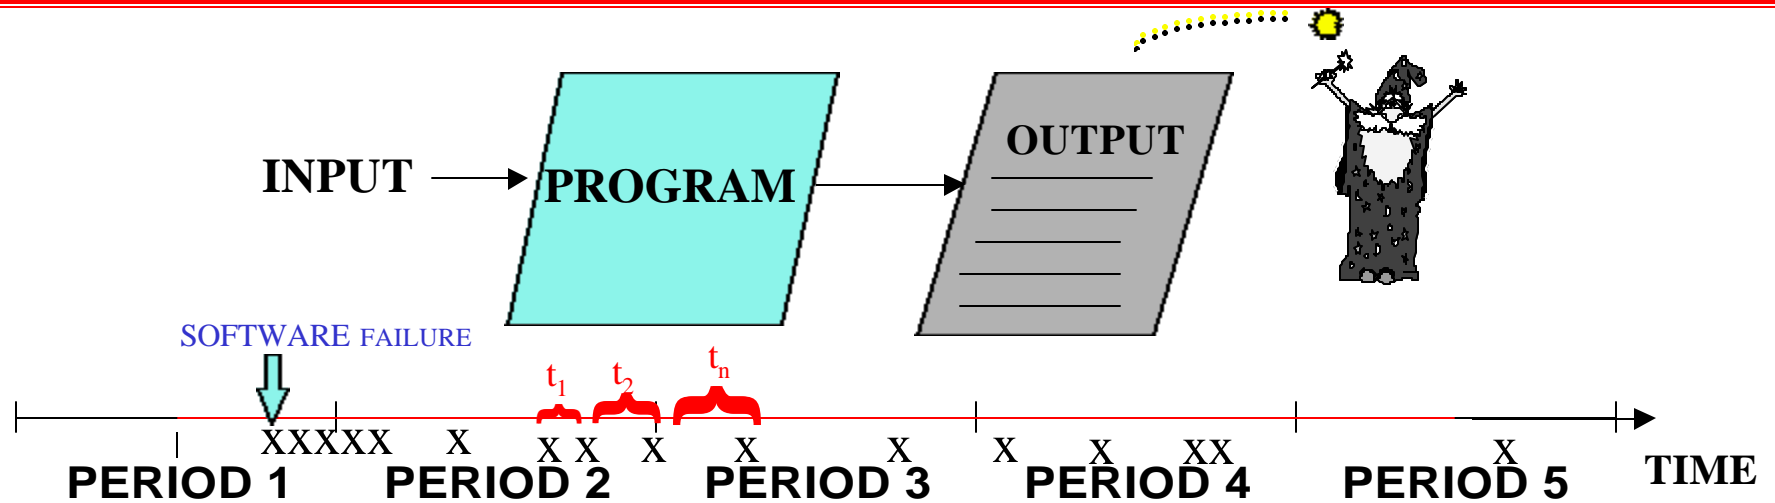 OUTPUT
INPUT
PROGRAM
SOFTWARE FAILURE
t1 t2 tn
XXXXX X X X X X X X X XX X
PERIOD 1 PERIOD 2 PERIOD 3 PERIOD 4 PERIOD 5 TIME